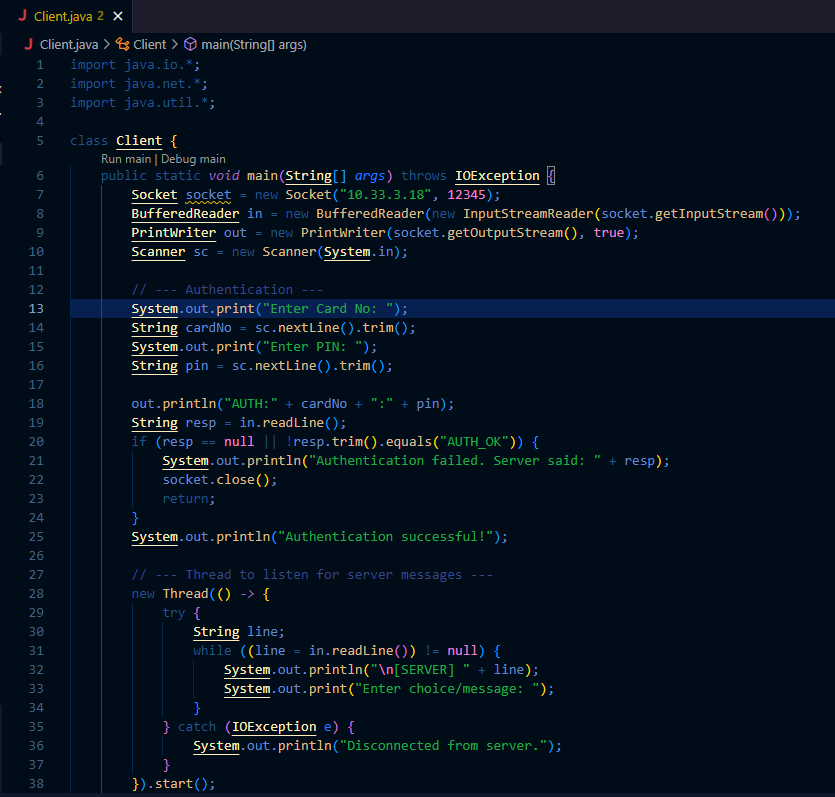 J Client.java 2 ×
J Client.java > Client > main(String[] args)
1 import java.io.*;
2 import java.net.*;
3 import java.util.*;
4
5 class Client {
Run main | Debug main
6 public static void main(String[] args) throws IOException {
7 Socket socket = new Socket("10.33.3.18", 12345);
8 BufferedReader in = new BufferedReader(new InputStreamReader(socket.getInputStream()));
9 PrintWriter out = new PrintWriter(socket.getOutputStream(), true);
10 Scanner sc = new Scanner(System.in);
11
12 // --- Authentication ---
13 System.out.print("Enter Card No: ");
14 String cardNo = sc.nextLine().trim();
15 System.out.print("Enter PIN: ");
16 String pin = sc.nextLine().trim();
17
18 out.println("AUTH:" + cardNo + ":" + pin);
19 String resp = in.readLine();
20 if (resp == null || !resp.trim().equals("AUTH_OK")) {
21 System.out.println("Authentication failed. Server said: " + resp);
22 socket.close();
23 return;
24 }
25 System.out.println("Authentication successful!");
26
27 // --- Thread to listen for server messages ---
28 new Thread(() -> {
29 try {
30 String line;
31 while ((line = in.readLine()) != null) {
32 System.out.println("\n[SERVER] " + line);
33 System.out.print("Enter choice/message: ");
34 }
35 } catch (IOException e) {
36 System.out.println("Disconnected from server.");
37 }
38 }).start();